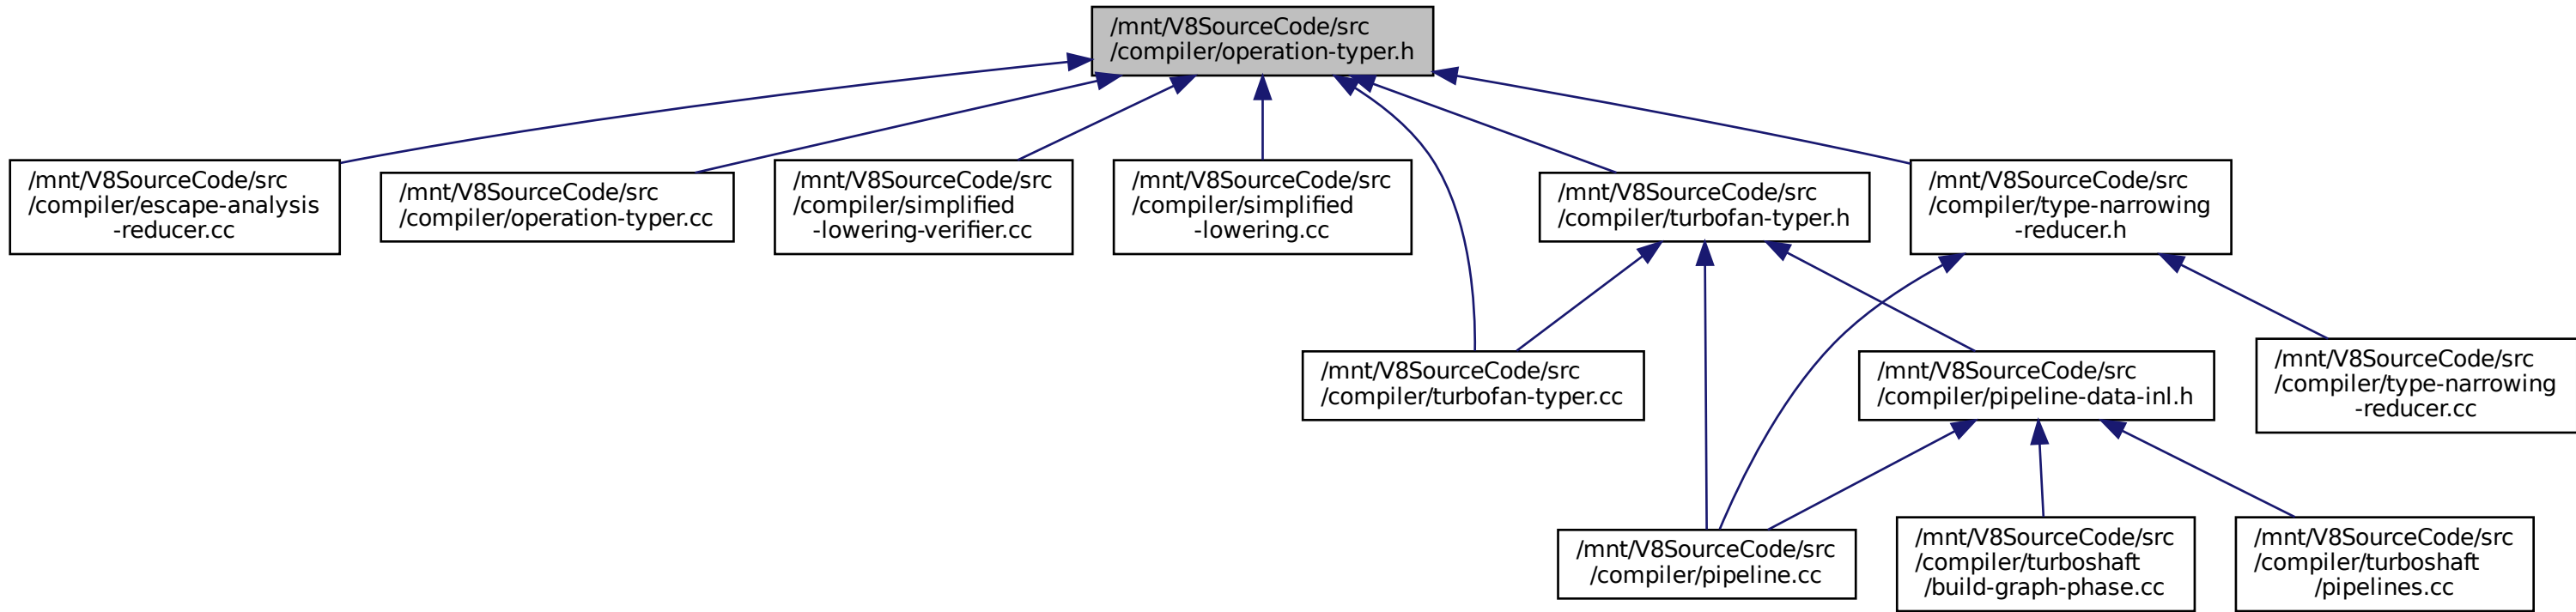 /mnt/V8SourceCode/src
/compiler/operation-typer.h
/mnt/V8SourceCode/src
/compiler/escape-analysis
-reducer.cc
/mnt/V8SourceCode/src
/compiler/operation-typer.cc
/mnt/V8SourceCode/src
/compiler/simplified
-lowering-verifier.cc
/mnt/V8SourceCode/src
/compiler/simplified
-lowering.cc
/mnt/V8SourceCode/src
/compiler/turbofan-typer.h
/mnt/V8SourceCode/src
/compiler/type-narrowing
-reducer.h
/mnt/V8SourceCode/src
/compiler/turbofan-typer.cc
/mnt/V8SourceCode/src
/compiler/pipeline-data-inl.h
/mnt/V8SourceCode/src
/compiler/type-narrowing
-reducer.cc
/mnt/V8SourceCode/src
/compiler/pipeline.cc
/mnt/V8SourceCode/src
/compiler/turboshaft
/build-graph-phase.cc
/mnt/V8SourceCode/src
/compiler/turboshaft
/pipelines.cc